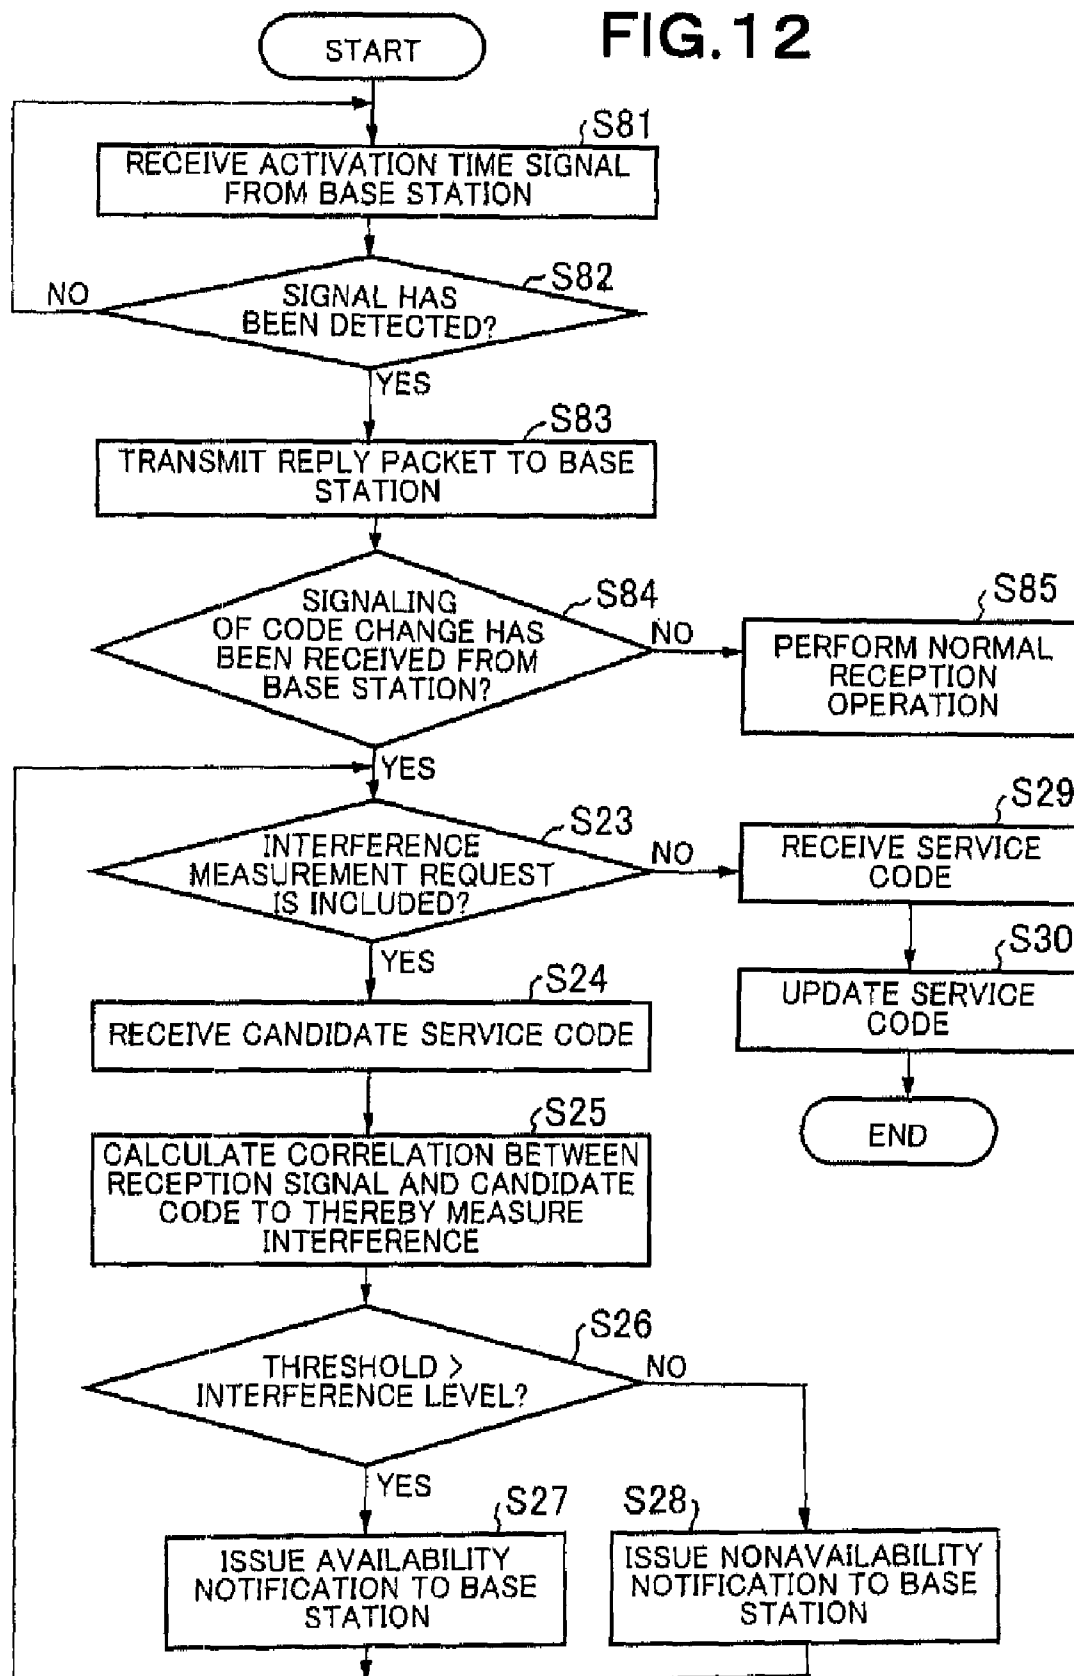 FIG.12
START
S81
RECEIVE ACTIVATION TIME SIGNAL
FROM BASE STATION
S82
SIGNAL HAS
BEEN DETECTED?
NO
YES
S83
TRANSMIT REPLY PACKET TO BASE
STATION
S84
SIGNALING
OF CODE CHANGE HAS
BEEN RECEIVED FROM
BASE STATION?
NO
S85
PERFORM NORMAL
RECEPTION
OPERATION
YES
S23
INTERFERENCE
MEASUREMENT REQUEST
IS INCLUDED?
NO
S29
RECEIVE SERVICE
CODE
S30
UPDATE SERVICE
CODE
END
YES
S24
RECEIVE CANDIDATE SERVICE CODE
S25
CALCULATE CORRELATION BETWEEN
RECEPTION SIGNAL AND CANDIDATE
CODE TO THEREBY MEASURE
INTERFERENCE
S26
THRESHOLD >
INTERFERENCE LEVEL?
NO
YES
S27
ISSUE AVAILABILITY
NOTIFICATION TO BASE
STATION
S28
ISSUE NONAVAILABILITY
NOTIFICATION TO BASE
STATION